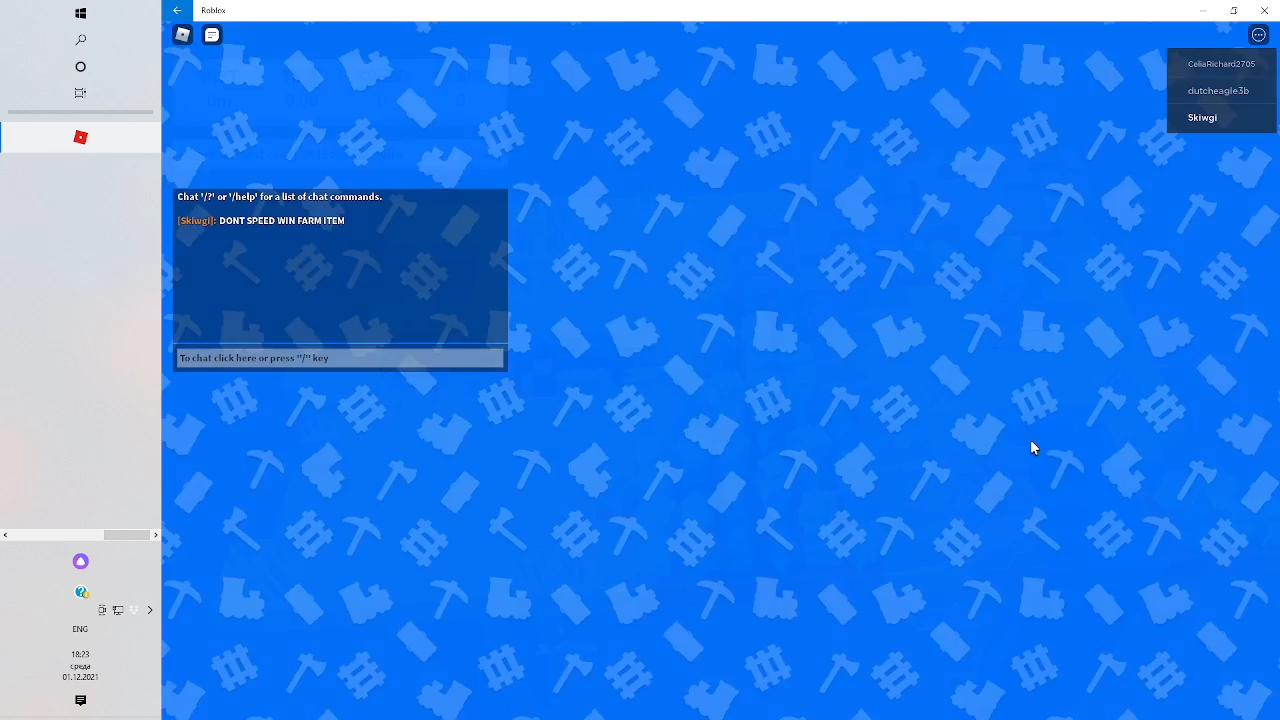 Roblox
CeliaRichard2705
dutcheagle3b
Skiwgi
Chat '/?' or '/help' for a list of chat commands.
[Skiwgi]: DONT SPEED WIN FARM ITEM
To chat click here or press "/" key
ENG
18:23
среда
01.12.2021